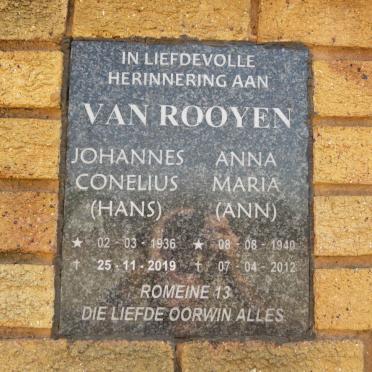 IN LIEFDEVOLLE
HERINNERING AAN
VAN ROOYEN
JOHANNES ANNA
CONELIUS MARIA
(HANS) (ANN)
★ 02 - 03 - 1936 ★ 08 - 08 - 1940
✝ 25 - 11 - 2019 ✝ 07 - 04 - 2012
ROMEINE 13
DIE LIEFDE OORWIN ALLES